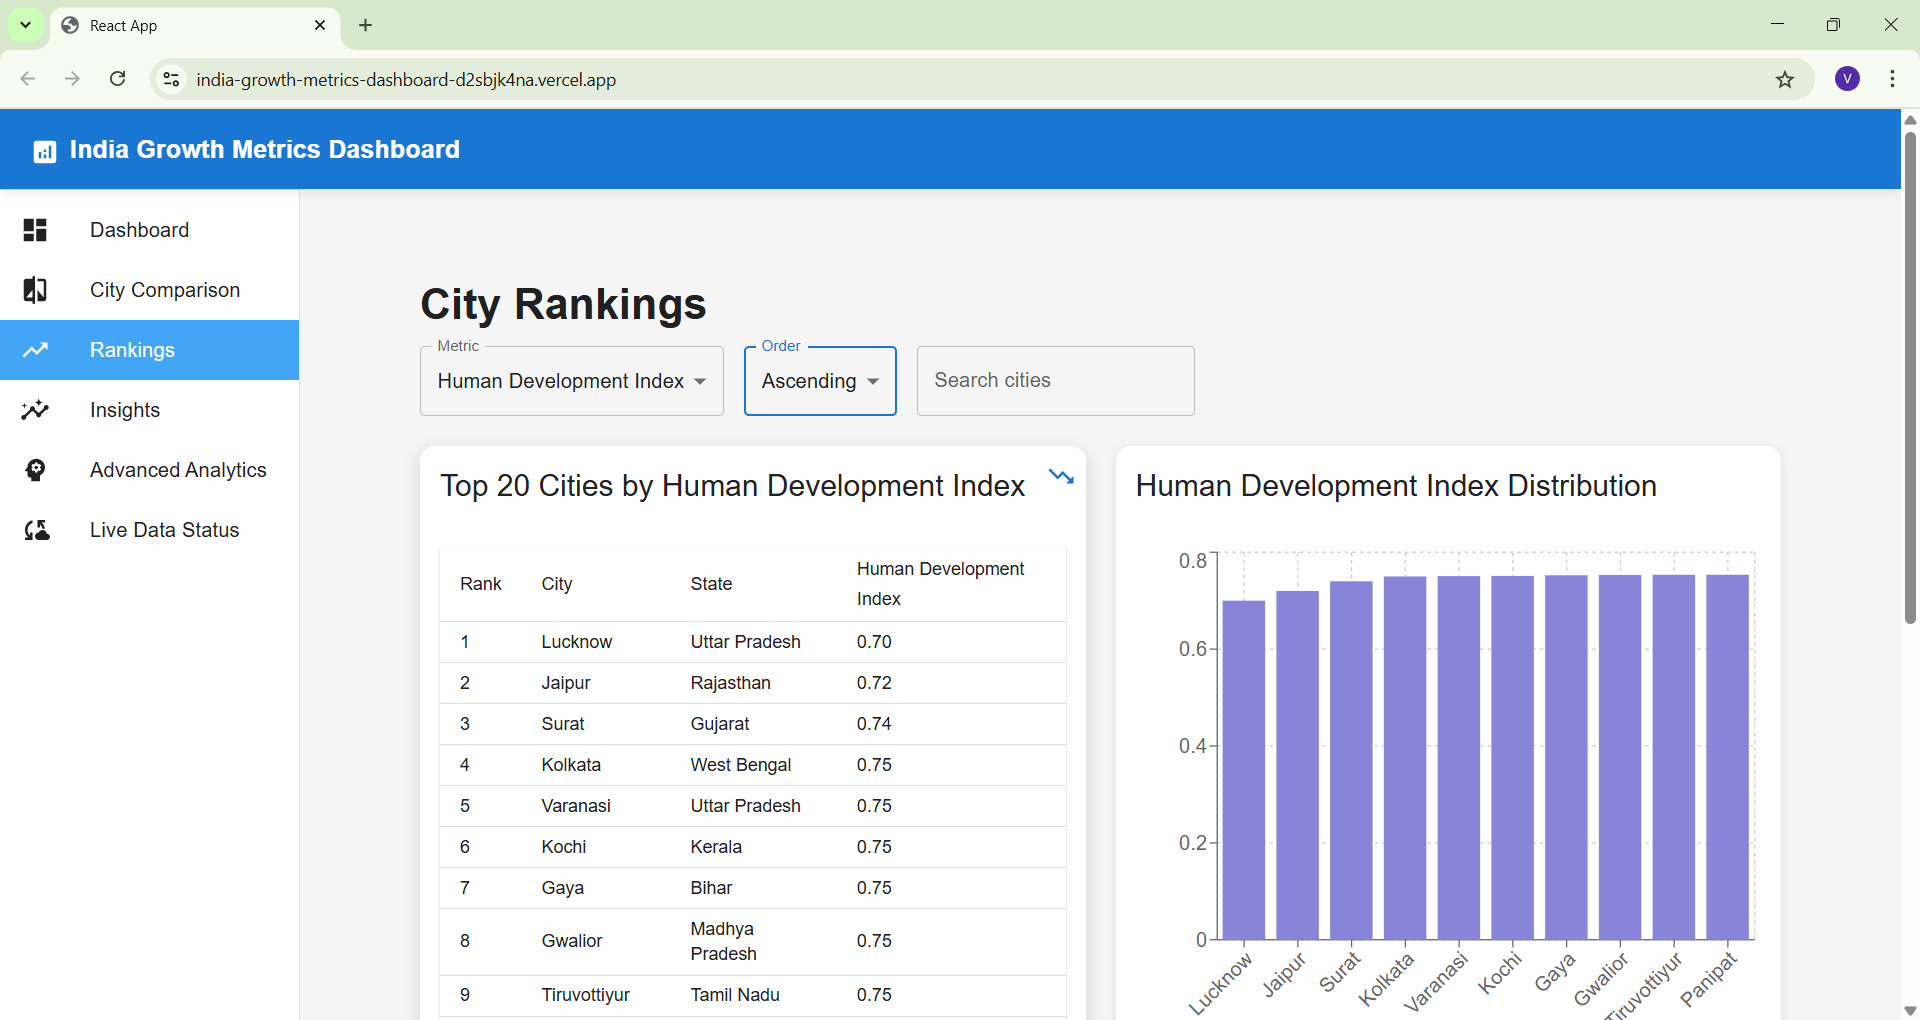 React App
india-growth-metrics-dashboard-d2sbjk4na.vercel.app
V
India Growth Metrics Dashboard
Dashboard
City Comparison
Rankings
Insights
Advanced Analytics
Live Data Status
City Rankings
Metric
Human Development Index
Order
Ascending
Search cities
Top 20 Cities by Human Development Index
Rank City State Human Development
Index
1 Lucknow Uttar Pradesh 0.70
2 Jaipur Rajasthan 0.72
3 Surat Gujarat 0.74
4 Kolkata West Bengal 0.75
5 Varanasi Uttar Pradesh 0.75
6 Kochi Kerala 0.75
7 Gaya Bihar 0.75
8 Gwalior Madhya
Pradesh 0.75
9 Tiruvottiyur Tamil Nadu 0.75
Human Development Index Distribution
0.8
0.6
0.4
0.2
0
Lucknow
Jaipur
Surat
Kolkata
Varanasi
Kochi
Gaya
Gwalior
Tiruvottiyur
Panipat